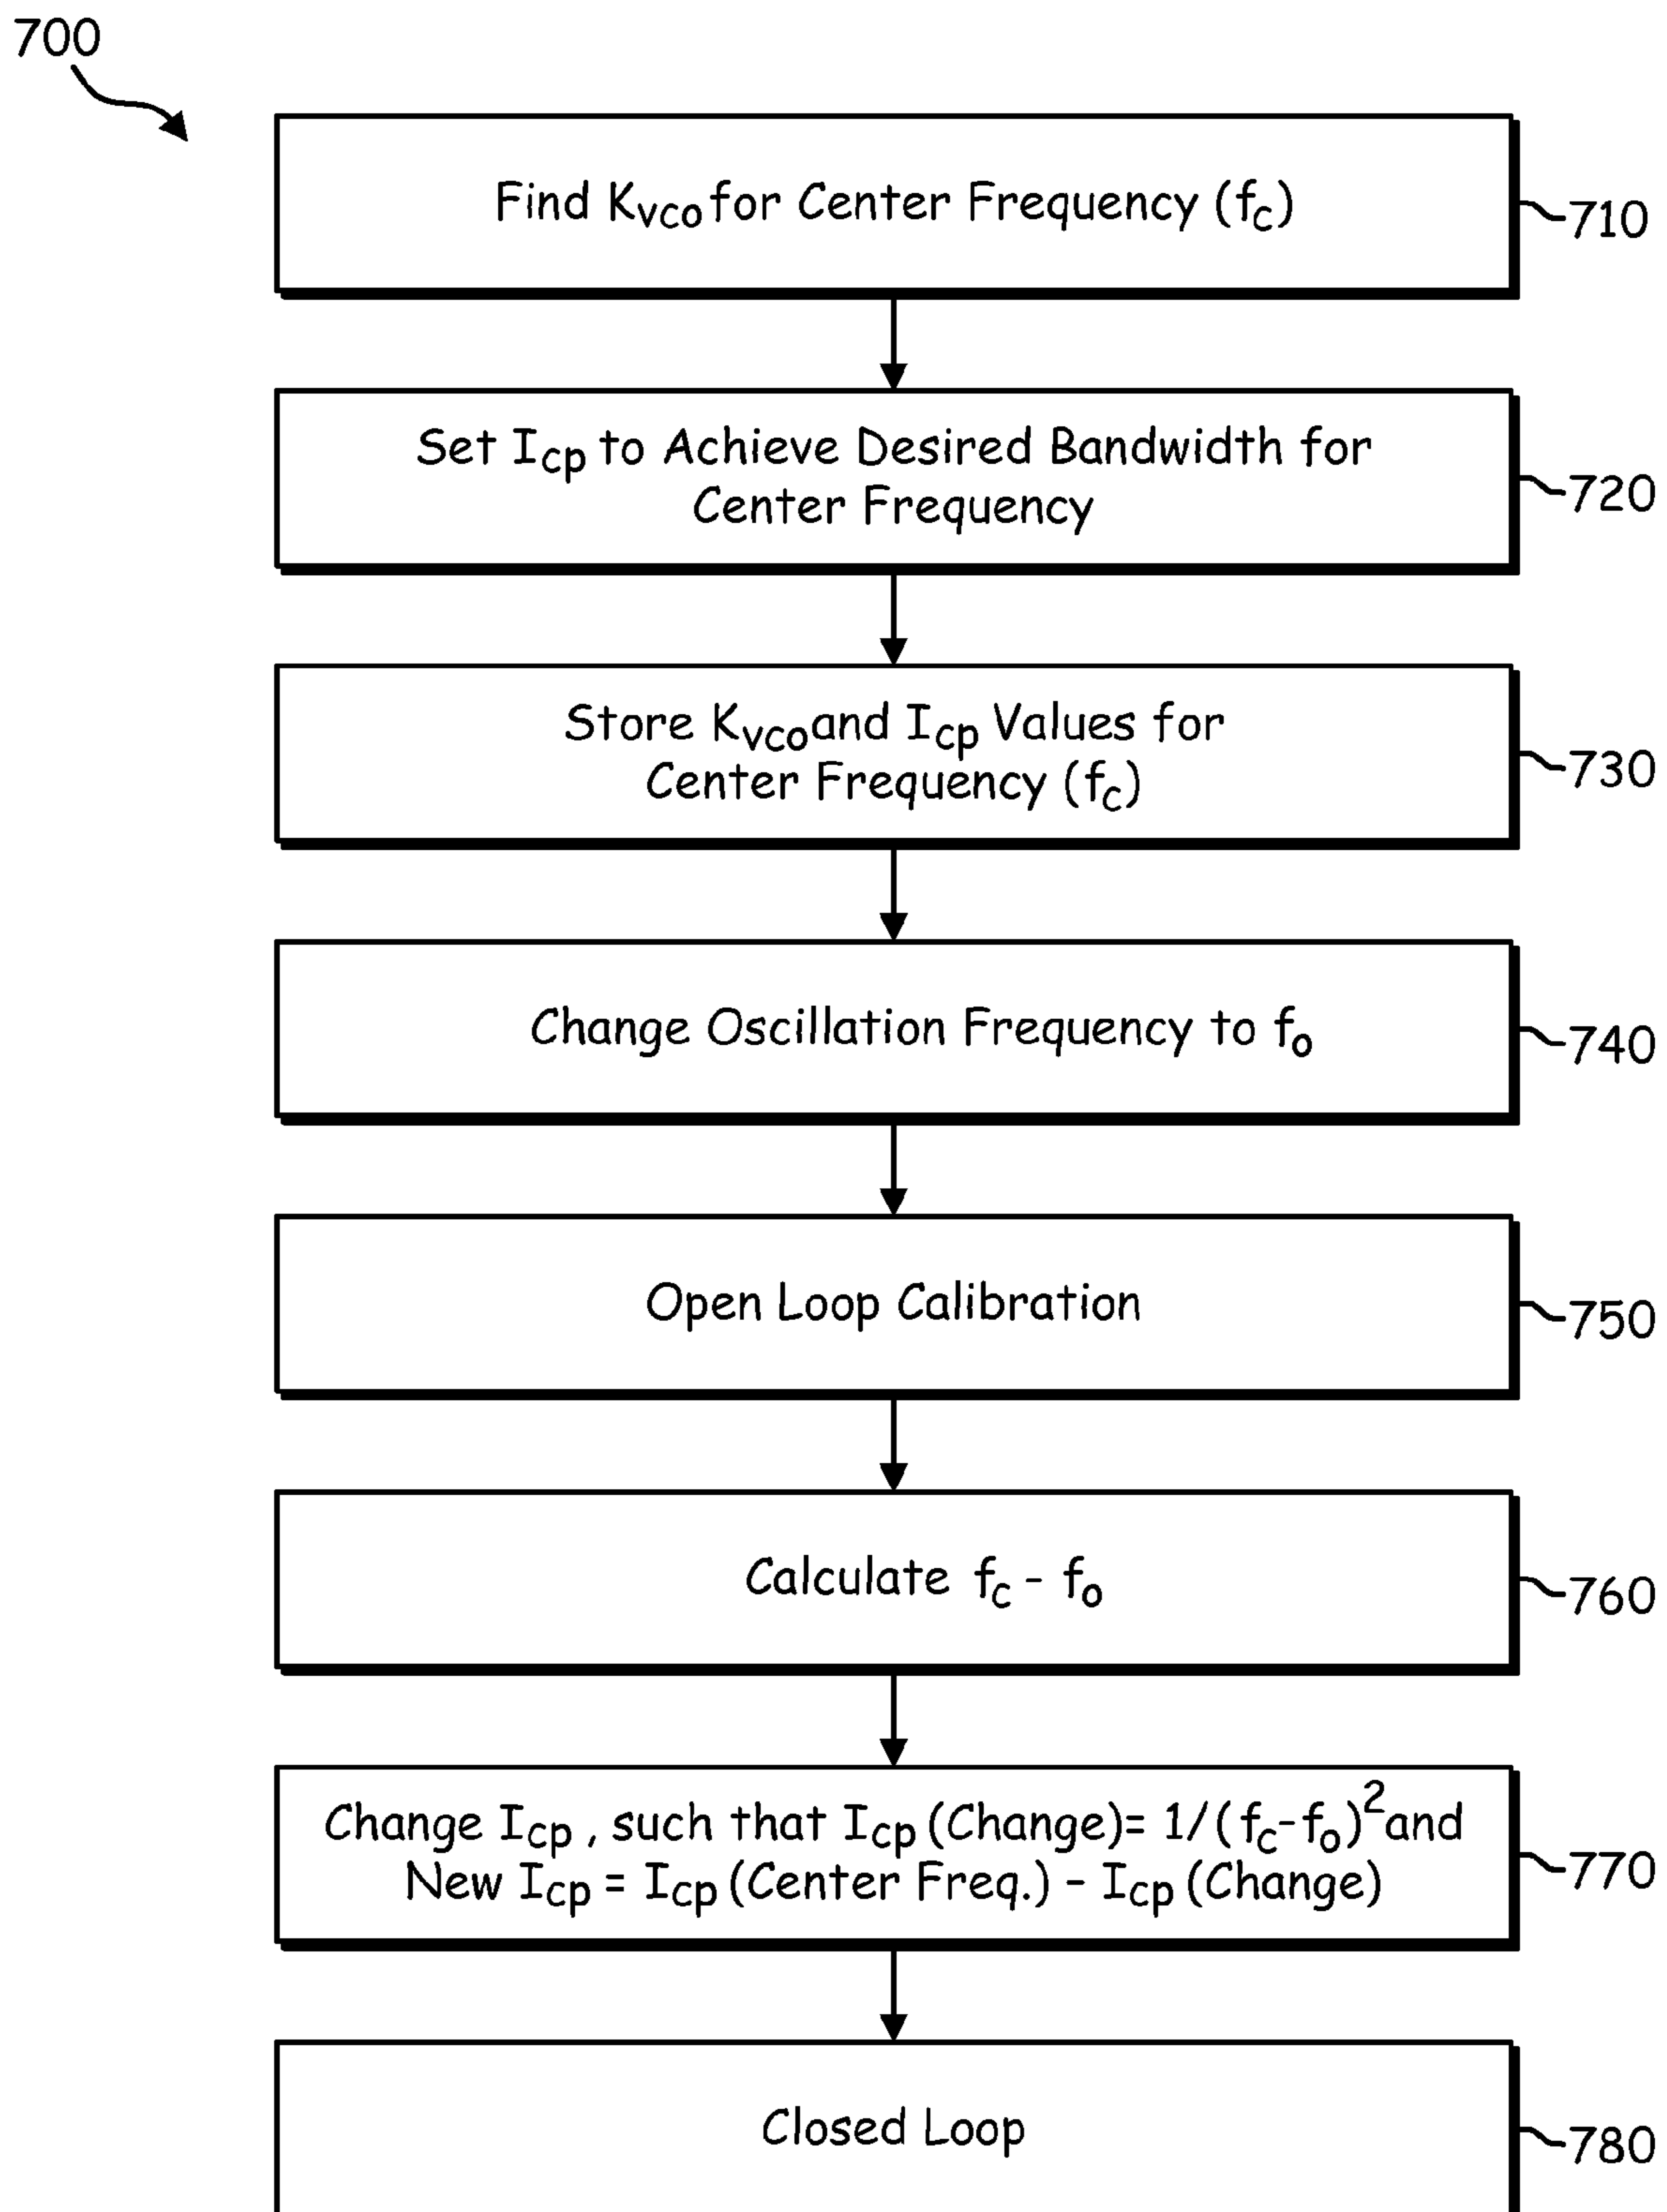 700
Find Kvco for Center Frequency (fc)
710
Set Icp to Achieve Desired Bandwidth for
Center Frequency
720
Store Kvco and Icp Values for
Center Frequency (fc)
730
Change Oscillation Frequency to fo
740
Open Loop Calibration
750
Calculate fc - fo
760
Change Icp , such that Icp (Change)= 1/(fc-fo)² and
New Icp = Icp (Center Freq.) - Icp (Change)
770
Closed Loop
780